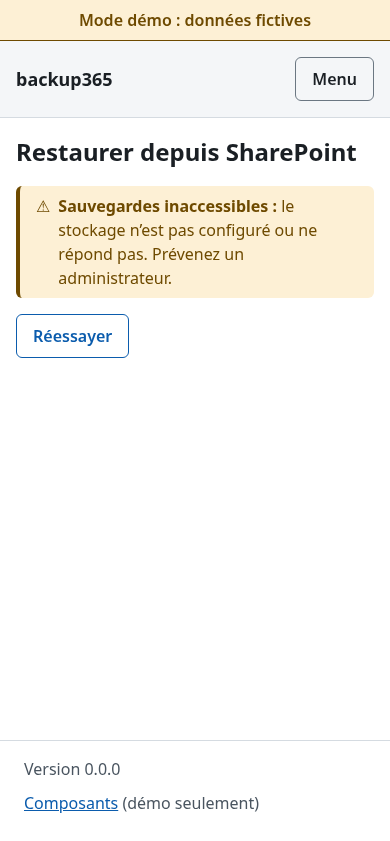 Mode démo : données fictives
backup365
Menu
Restaurer depuis SharePoint
⚠ Sauvegardes inaccessibles : le
stockage n’est pas configuré ou ne
répond pas. Prévenez un
administrateur.
Réessayer
Version 0.0.0
Composants (démo seulement)